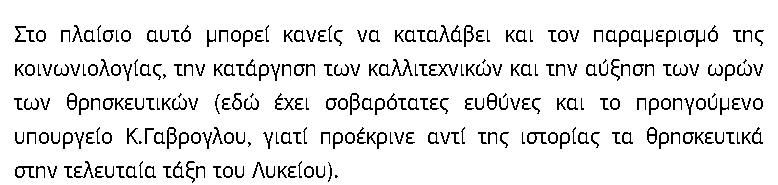 Στο πλαίσιο αυτό μπορεί κανείς να καταλάβει και τον παραμερισμό της
κοινωνιολογίας, την κατάργηση των καλλιτεχνικών και την αύξηση των ωρών
των θρησκευτικών (εδώ έχει σοβαρότατες ευθύνες και το προηγούμενο
υπουργείο Κ.Γαβρογλου, γιατί προέκρινε αντί της ιστορίας τα θρησκευτικά
στην τελευταία τάξη του Λυκείου).